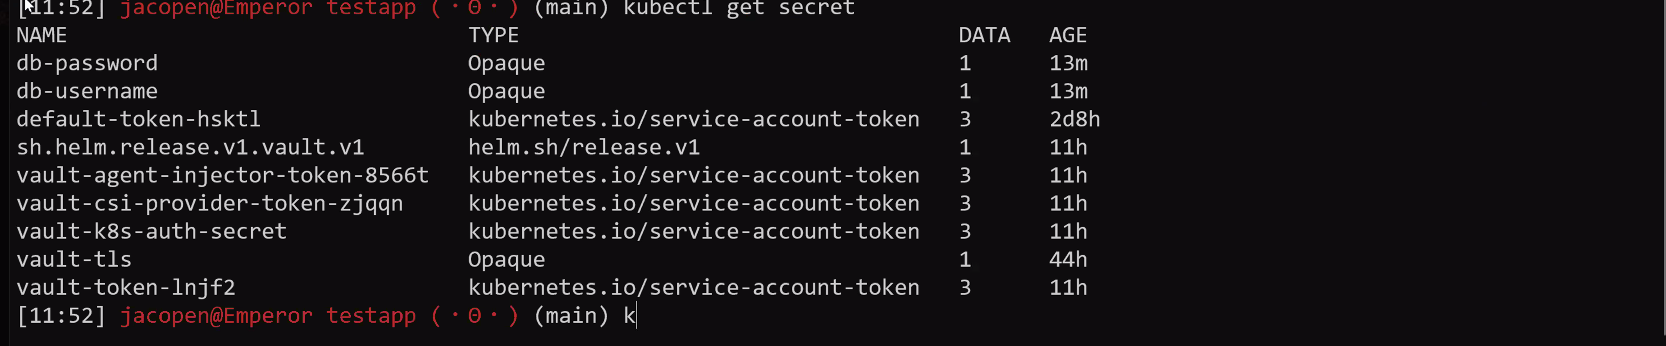 [11:52] jacopen@Emperor testapp (・Θ・) (main) kubectl get secret
NAME TYPE DATA AGE
db-password Opaque 1 13m
db-username Opaque 1 13m
default-token-hsktl kubernetes.io/service-account-token 3 2d8h
sh.helm.release.v1.vault.v1 helm.sh/release.v1 1 11h
vault-agent-injector-token-8566t kubernetes.io/service-account-token 3 11h
vault-csi-provider-token-zjqqn kubernetes.io/service-account-token 3 11h
vault-k8s-auth-secret kubernetes.io/service-account-token 3 11h
vault-tls Opaque 1 44h
vault-token-lnjf2 kubernetes.io/service-account-token 3 11h
[11:52] jacopen@Emperor testapp (・Θ・) (main) k